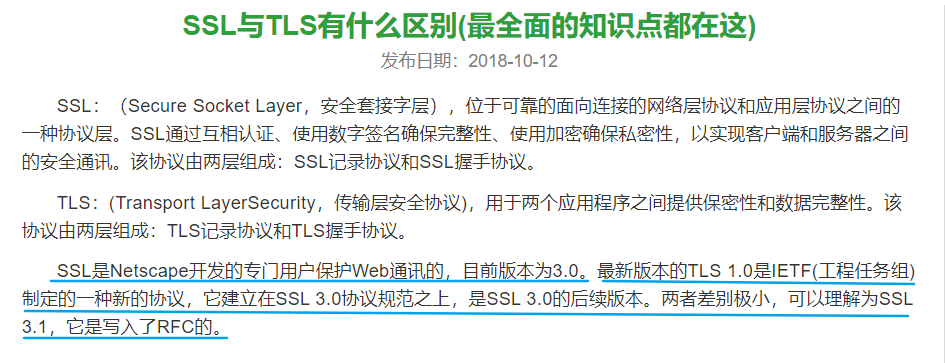 SSL与TLS有什么区别(最全面的知识点都在这)
发布日期：2018-10-12
SSL：（Secure Socket Layer，安全套接字层），位于可靠的面向连接的网络层协议和应用层协议之间的
一种协议层。SSL通过互相认证、使用数字签名确保完整性、使用加密确保私密性，以实现客户端和服务器之间
的安全通讯。该协议由两层组成：SSL记录协议和SSL握手协议。
TLS：(Transport LayerSecurity，传输层安全协议)，用于两个应用程序之间提供保密性和数据完整性。该
协议由两层组成：TLS记录协议和TLS握手协议。
SSL是Netscape开发的专门用户保护Web通讯的，目前版本为3.0。最新版本的TLS 1.0是IETF(工程任务组)
制定的一种新的协议，它建立在SSL 3.0协议规范之上，是SSL 3.0的后续版本。两者差别极小，可以理解为SSL
3.1，它是写入了RFC的。